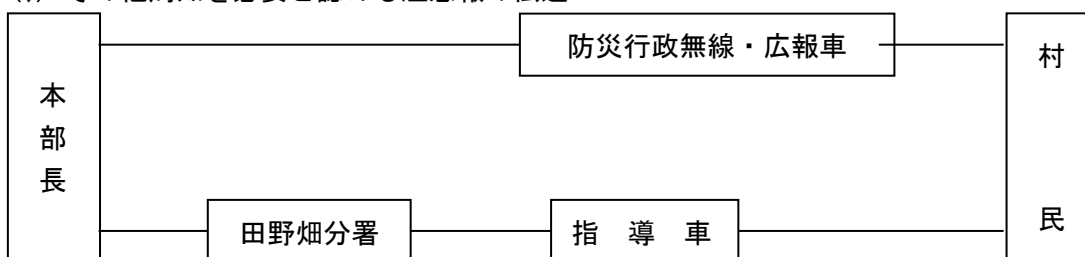 防災行政無線・広報車
本部長
村民
田野畑分署
指導車